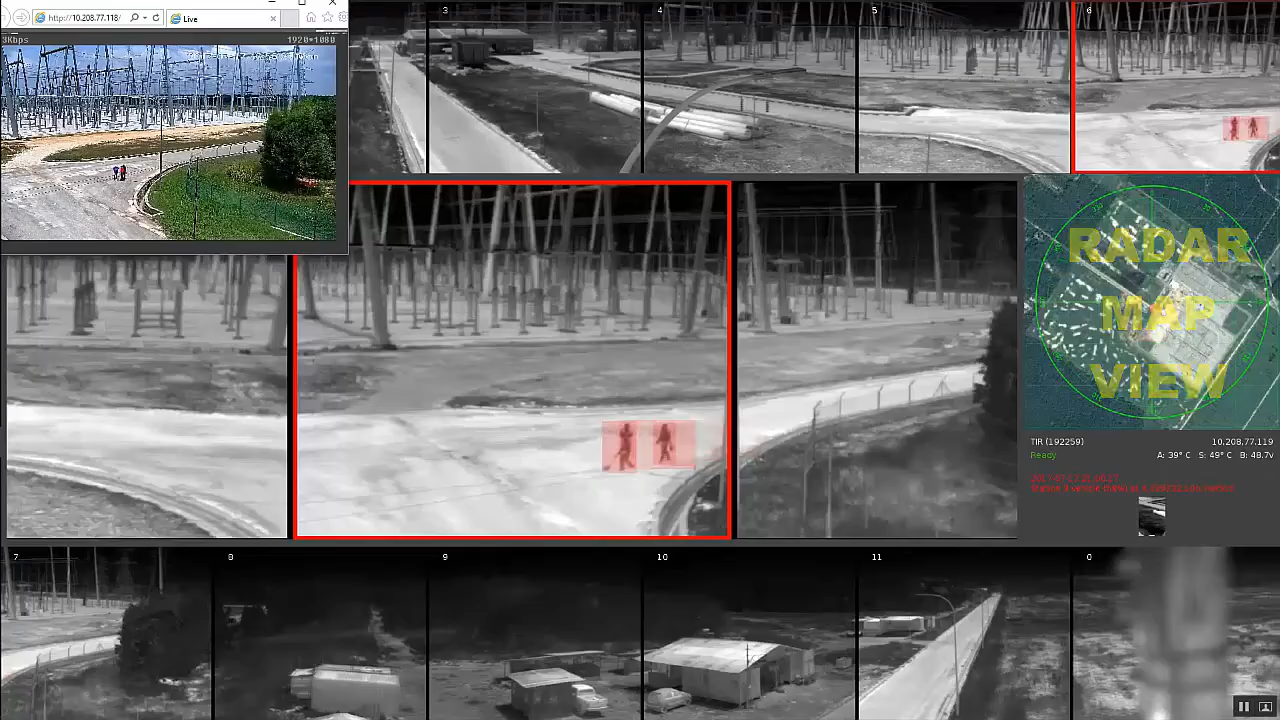 http://10.208.77.118/
Live
3Kbps
1920*1080
3
4
5
6
RADAR
MAP
VIEW
TIR (192259)
10.208.77.119
Ready
A: 39° C S: 49° C B: 48.7v
7
8
9
10
11
0